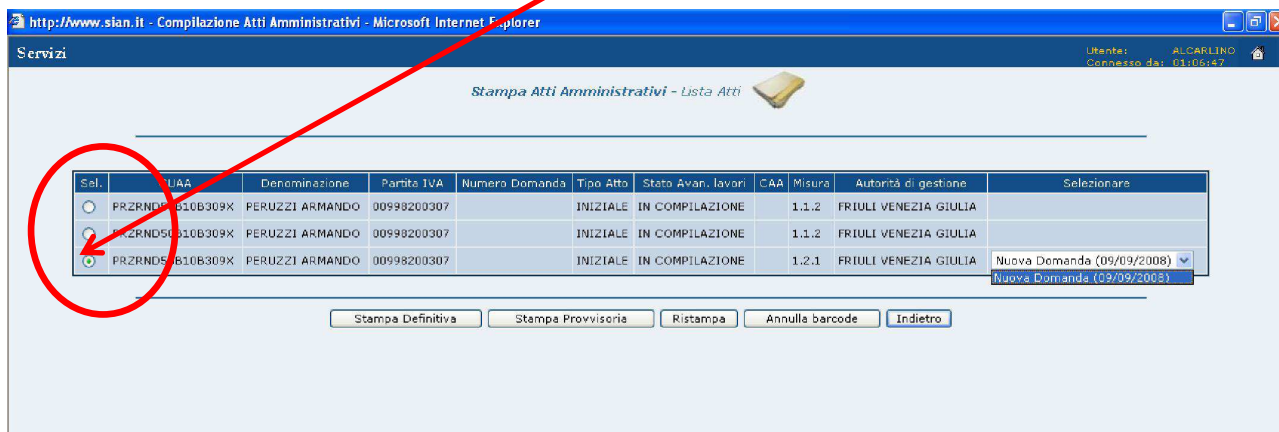 http://www.sian.it - Compilazione Atti Amministrativi - Microsoft Internet Explorer
Servizi
Utente: ALCARLINO
Connesso da: 01:06:47
Stampa Atti Amministrativi - Lista Atti
Sel. CUAA Denominazione Partita IVA Numero Domanda Tipo Atto Stato Avan. lavori CAA Misura Autorità di gestione Selezionare
PRZRND50B10B309X PERUZZI ARMANDO 00998200307 INIZIALE IN COMPILAZIONE 1.1.2 FRIULI VENEZIA GIULIA
PRZRND50B10B309X PERUZZI ARMANDO 00998200307 INIZIALE IN COMPILAZIONE 1.1.2 FRIULI VENEZIA GIULIA
PRZRND50B10B309X PERUZZI ARMANDO 00998200307 INIZIALE IN COMPILAZIONE 1.2.1 FRIULI VENEZIA GIULIA Nuova Domanda (09/09/2008)
Nuova Domanda (09/09/2008)
Stampa Definitiva Stampa Provvisoria Ristampa Annulla barcode Indietro